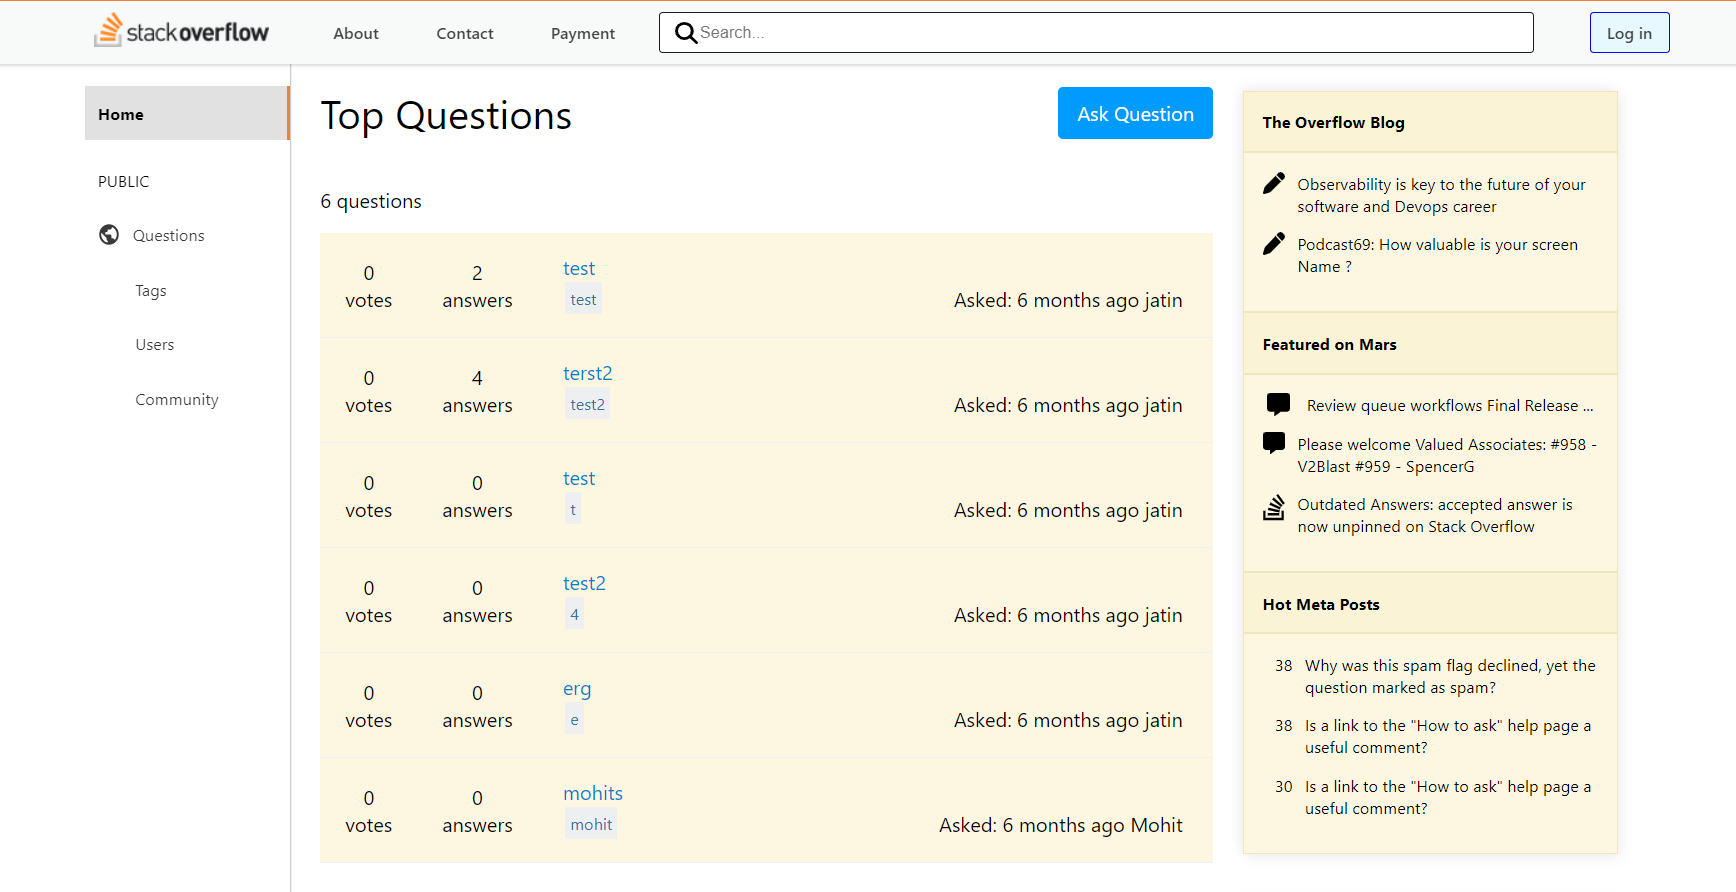 stackoverflow
About
Contact
Payment
Search...
Log in
Home
PUBLIC
Questions
Tags
Users
Community
Top Questions
Ask Question
6 questions
0
votes
2
answers
test
test
Asked: 6 months ago jatin
0
votes
4
answers
terst2
test2
Asked: 6 months ago jatin
0
votes
0
answers
test
t
Asked: 6 months ago jatin
0
votes
0
answers
test2
4
Asked: 6 months ago jatin
0
votes
0
answers
erg
e
Asked: 6 months ago jatin
0
votes
0
answers
mohits
mohit
Asked: 6 months ago Mohit
The Overflow Blog
Observability is key to the future of your
software and Devops career
Podcast69: How valuable is your screen
Name ?
Featured on Mars
Review queue workflows Final Release ...
Please welcome Valued Associates: #958 -
V2Blast #959 - SpencerG
Outdated Answers: accepted answer is
now unpinned on Stack Overflow
Hot Meta Posts
38 Why was this spam flag declined, yet the
question marked as spam?
38 Is a link to the "How to ask" help page a
useful comment?
30 Is a link to the "How to ask" help page a
useful comment?